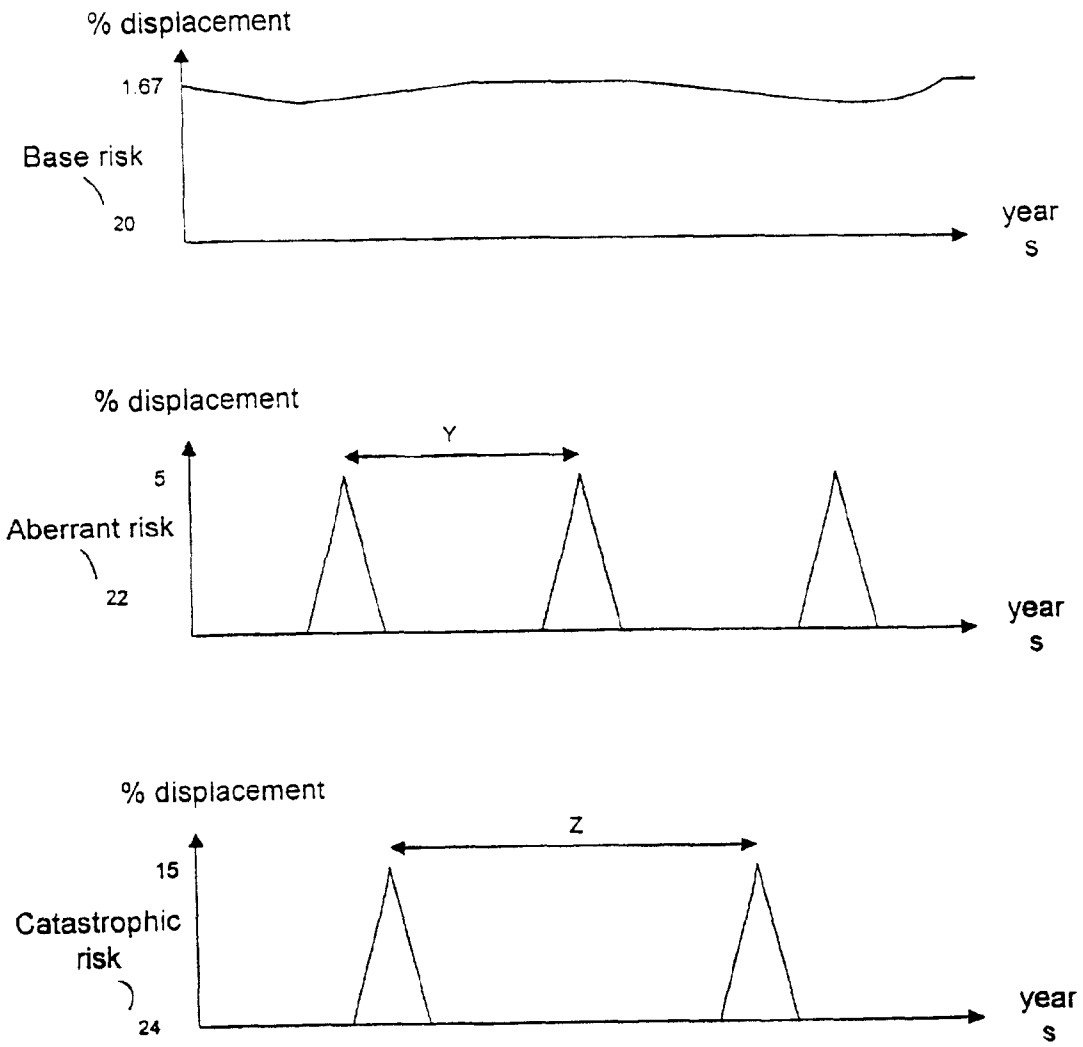 % displacement
1.67
Base risk
20
year
s
% displacement
Y
5
Aberrant risk
22
year
s
% displacement
Z
15
Catastrophic
risk
24
year
s